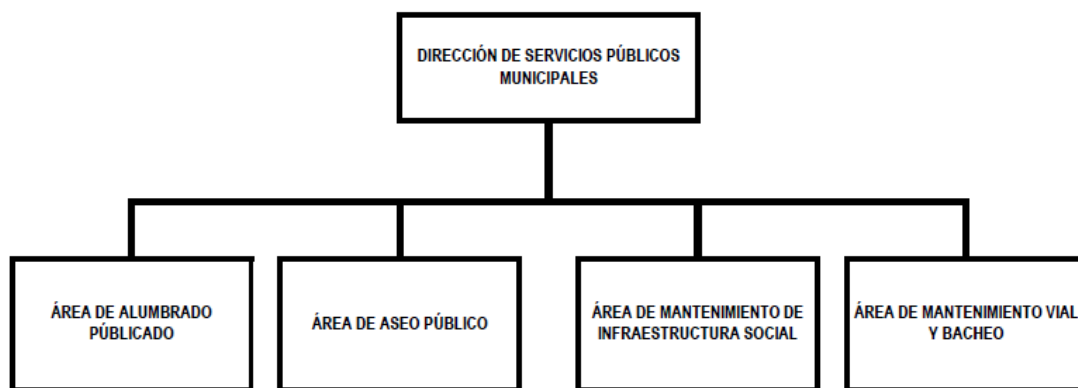 DIRECCIÓN DE SERVICIOS PÚBLICOS
MUNICIPALES
ÁREA DE ALUMBRADO
PÚBLICADO
ÁREA DE ASEO PÚBLICO
ÁREA DE MANTENIMIENTO DE
INFRAESTRUCTURA SOCIAL
ÁREA DE MANTENIMIENTO VIAL
Y BACHEO